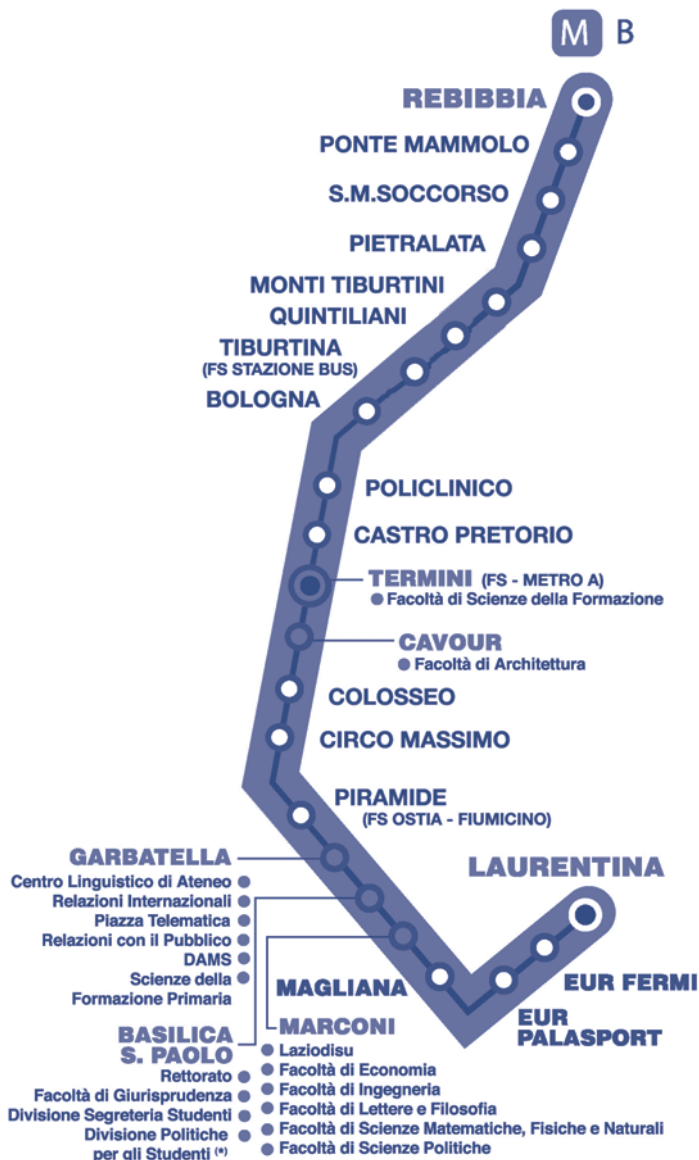 M B
REBIBBIA
PONTE MAMMOLO
S.M.SOCCORSO
PIETRALATA
MONTI TIBURTINI
QUINTILIANI
TIBURTINA
(FS STAZIONE BUS)
BOLOGNA
POLICLINICO
CASTRO PRETORIO
TERMINI (FS - METRO A)
Facoltà di Scienze della Formazione
CAVOUR
Facoltà di Architettura
COLOSSEO
CIRCO MASSIMO
PIRAMIDE
(FS OSTIA - FIUMICINO)
GARBATELLA
Centro Linguistico di Ateneo
Relazioni Internazionali
Piazza Telematica
Relazioni con il Pubblico
DAMS
Scienze della
Formazione Primaria
BASILICA
S. PAOLO
Rettorato
Facoltà di Giurisprudenza
Divisione Segreteria Studenti
Divisione Politiche
per gli Studenti (*)
MARCONI
Laziodisu
Facoltà di Economia
Facoltà di Ingegneria
Facoltà di Lettere e Filosofia
Facoltà di Scienze Matematiche, Fisiche e Naturali
Facoltà di Scienze Politiche
MAGLIANA
EUR
PALASPORT
EUR FERMI
LAURENTINA